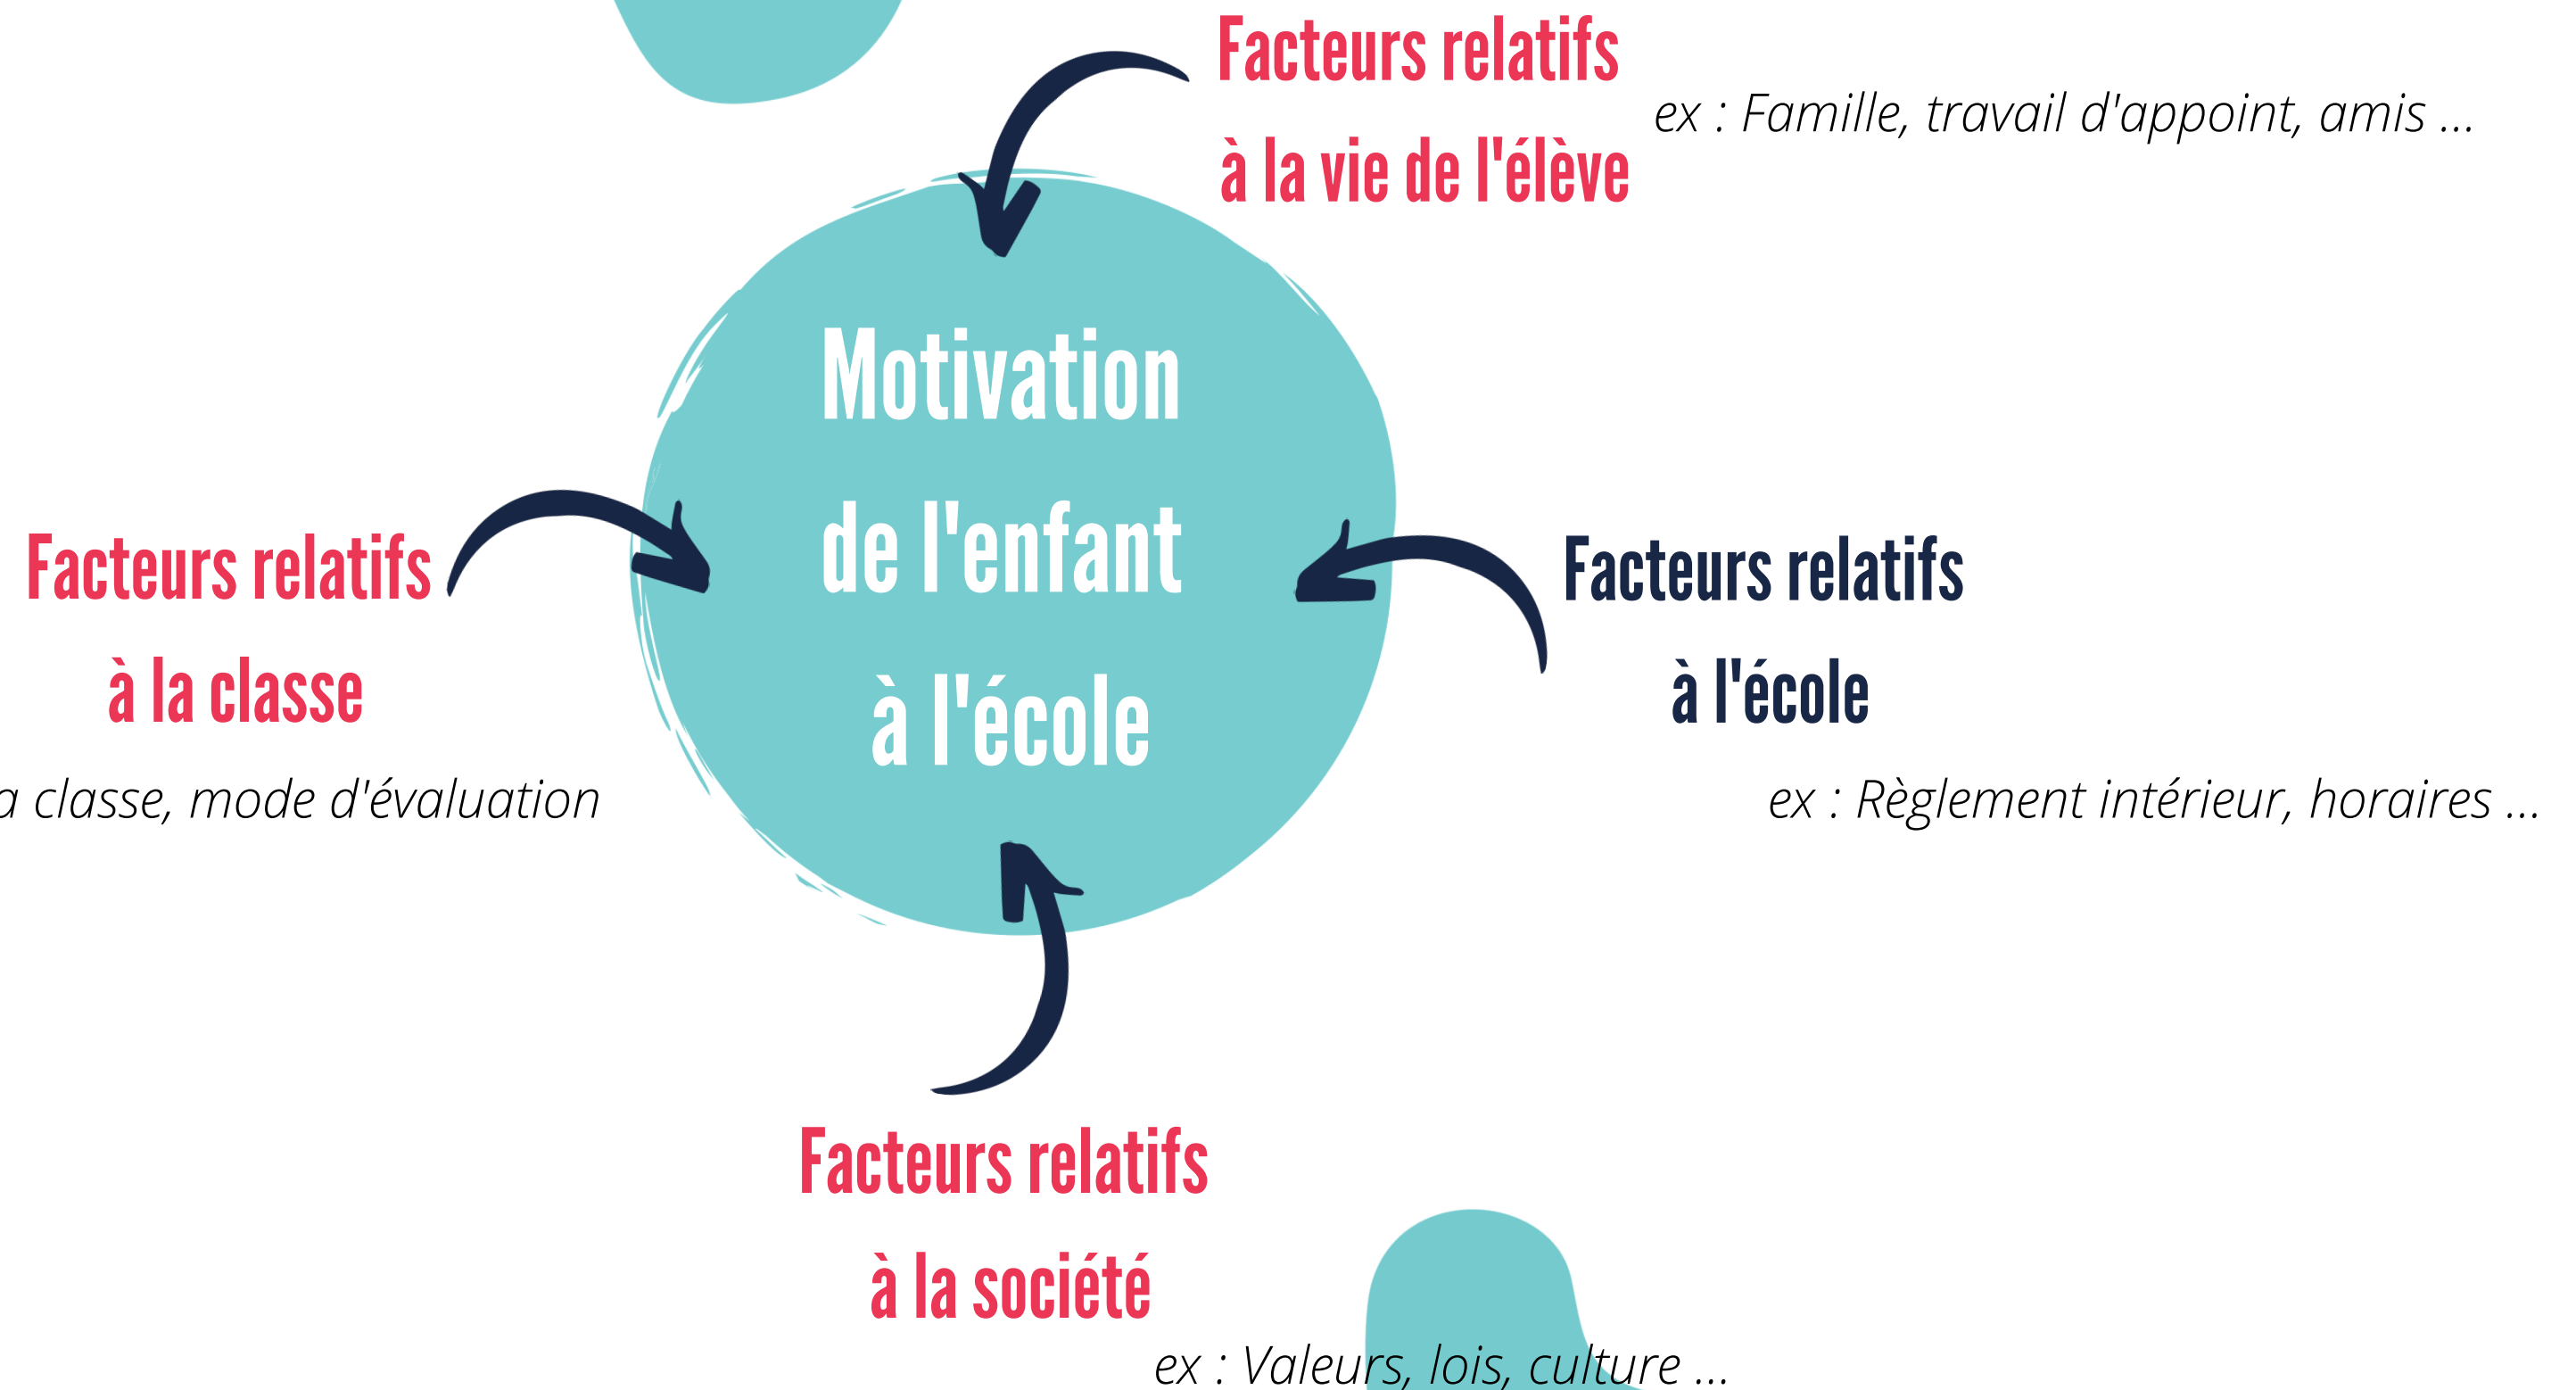 Facteurs relatifs
à la vie de l'élève
ex : Famille, travail d'appoint, amis ...
Motivation
de l'enfant
à l'école
Facteurs relatifs
à la classe
classe, mode d'évaluation
Facteurs relatifs
à l'école
ex : Règlement intérieur, horaires ...
Facteurs relatifs
à la société
ex : Valeurs, lois, culture ...